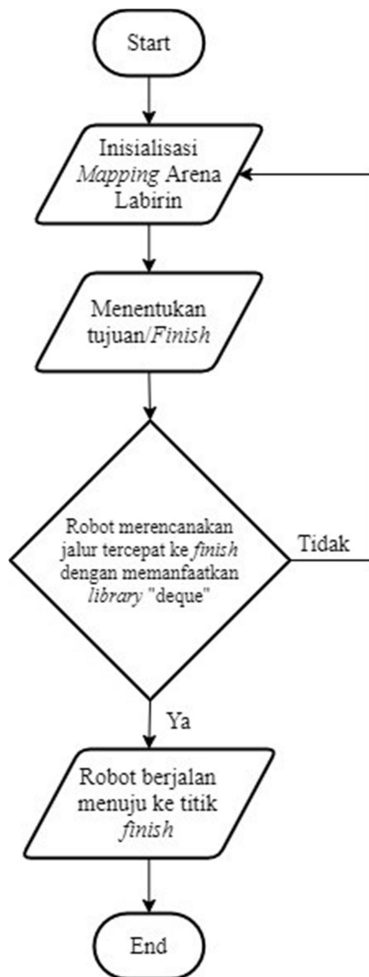 Start
Inisialisasi
Mapping Arena
Labirin
Menentukan
tujuan/Finish
Robot merencanakan
jalur tercepat ke finish
dengan memanfaatkan
library "deque"
Tidak
Ya
Robot berjalan
menuju ke titik
finish
End